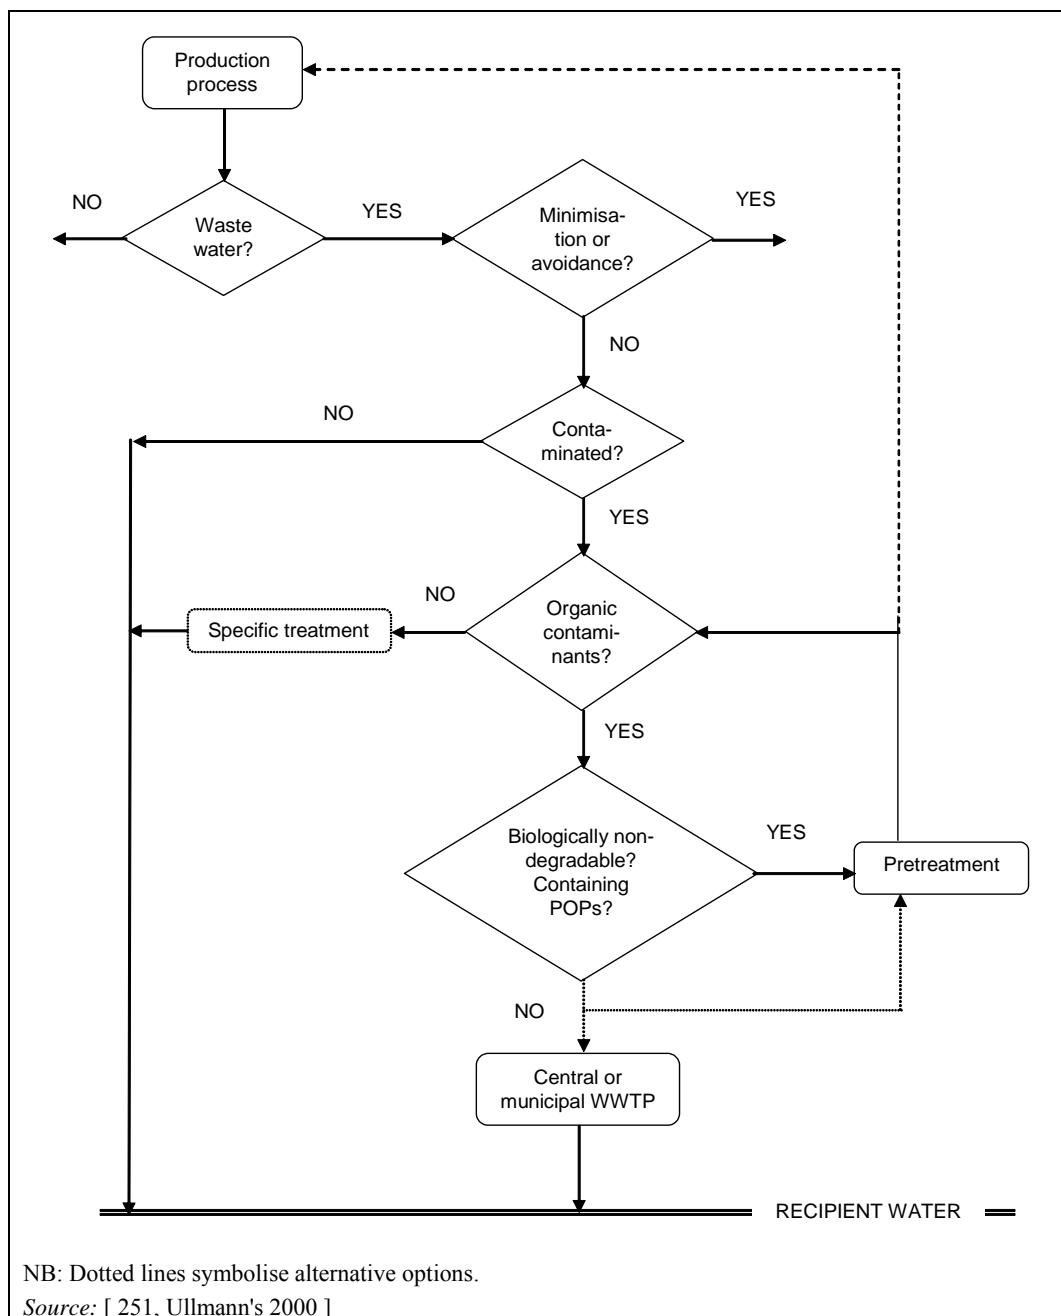 Production
process
NO
Waste
water?
YES
Minimisa-
tion or
avoidance?
YES
NO
NO
Conta-
minated?
YES
NO
Specific treatment
Organic
contami-
nants?
YES
Biologically non-
degradable?
Containing
POPs?
YES
Pretreatment
NO
Central or
municipal WWTP
RECIPIENT WATER
NB: Dotted lines symbolise alternative options.
Source: [ 251, Ullmann's 2000 ]